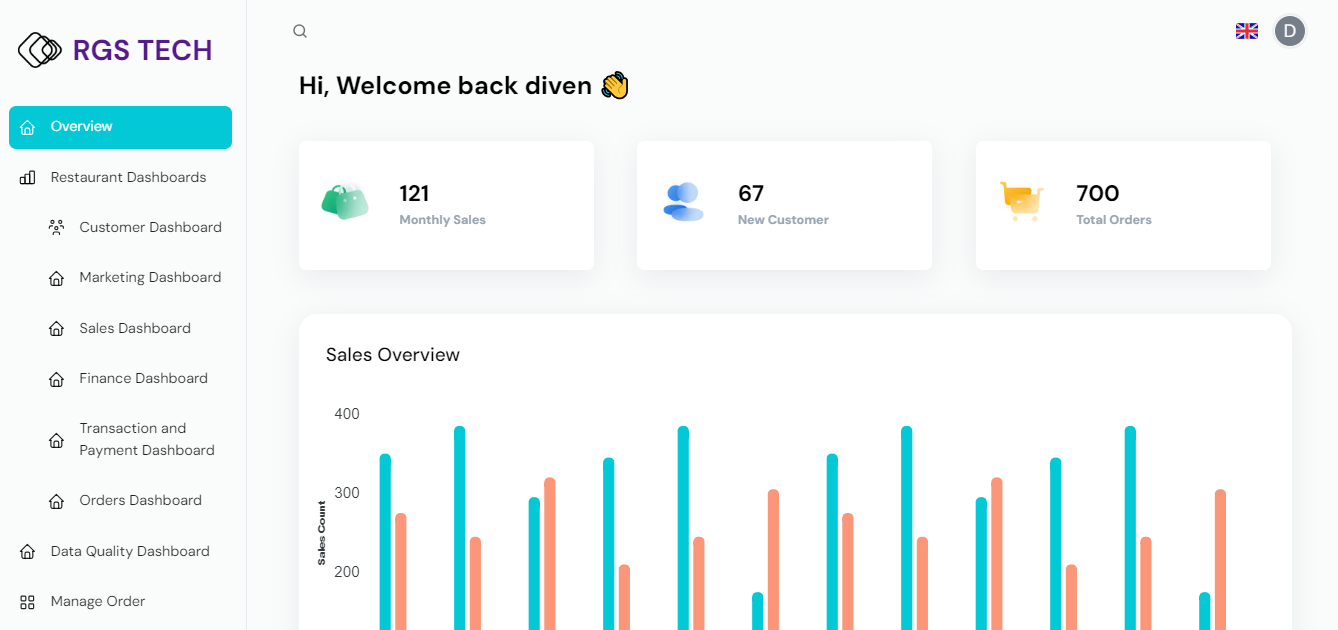 RGS TECH
Overview
Restaurant Dashboards
Customer Dashboard
Marketing Dashboard
Sales Dashboard
Finance Dashboard
Transaction and
Payment Dashboard
Orders Dashboard
Data Quality Dashboard
Manage Order
D
Hi, Welcome back diven 👋
121
Monthly Sales
67
New Customer
700
Total Orders
Sales Overview
400
300
200
Sales Count